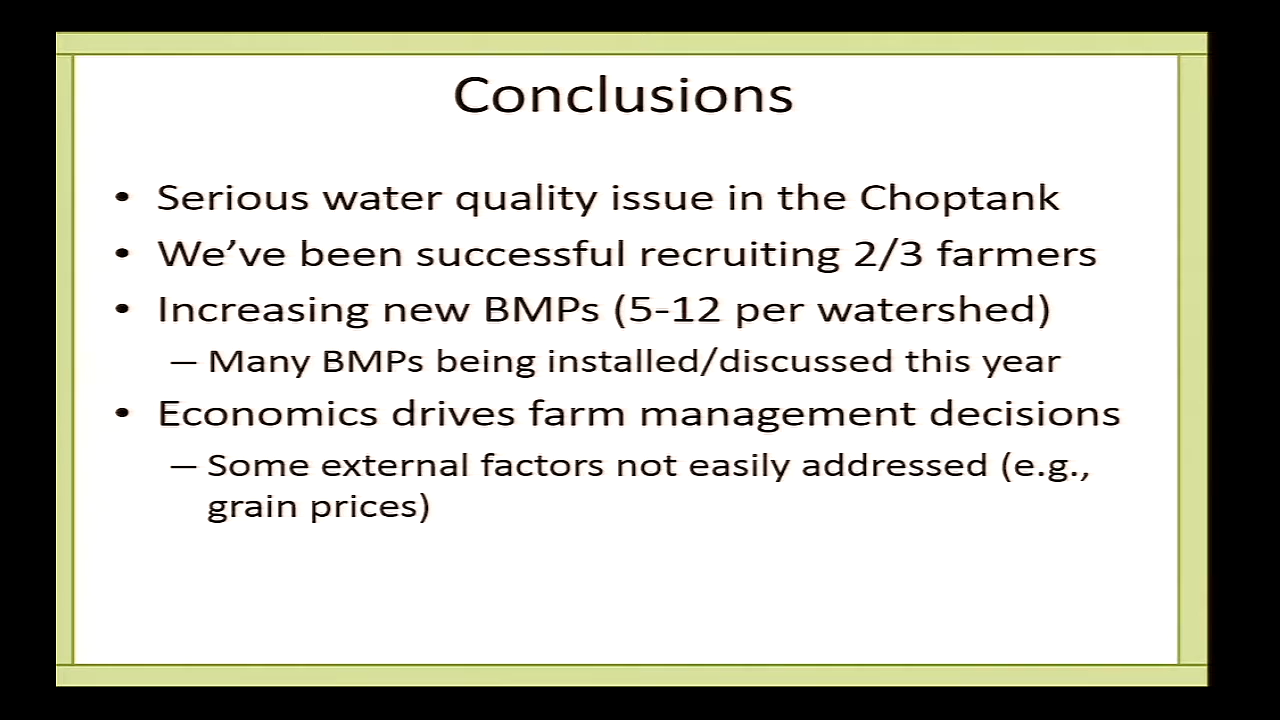 Conclusions
• Serious water quality issue in the Choptank
• We’ve been successful recruiting 2/3 farmers
• Increasing new BMPs (5-12 per watershed)
– Many BMPs being installed/discussed this year
• Economics drives farm management decisions
– Some external factors not easily addressed (e.g.,
grain prices)